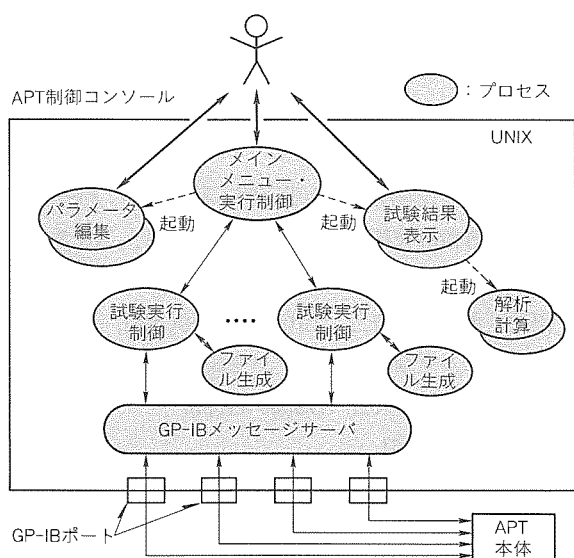 APT制御コンソール
:プロセス
UNIX
メイン
メニュー・
実行制御
パラメータ
編集
起動
起動
試験結果
表示
起動
解析
計算
試験実行
制御
‥‥
試験実行
制御
ファイ
ル生成
ファイ
ル生成
GP-IBメッセージサーバ
GP-IBポート
APT
本体